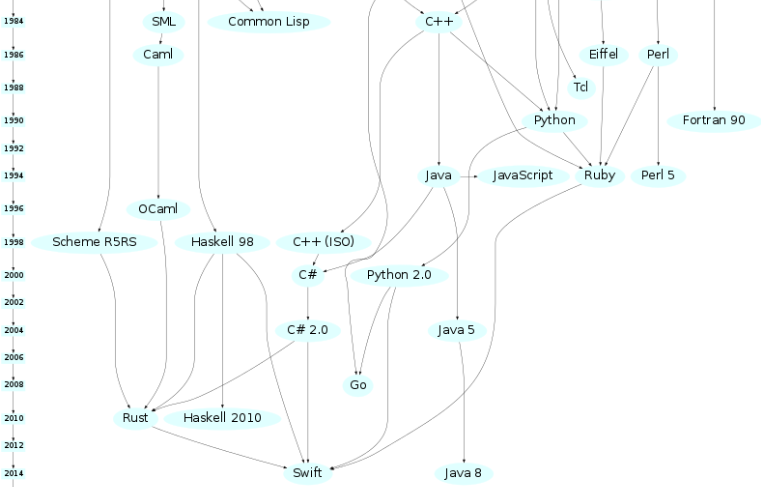 1984 SML Common Lisp C++
1986 Caml Eiffel Perl
1988 Tcl
1990 Python Fortran 90
1992
1994 Java JavaScript Ruby Perl 5
1996 OCaml
1998 Scheme R5RS Haskell 98 C++ (ISO)
2000 C# Python 2.0
2002
2004 C# 2.0 Java 5
2006
2008 Go
2010 Rust Haskell 2010
2012
2014 Swift Java 8